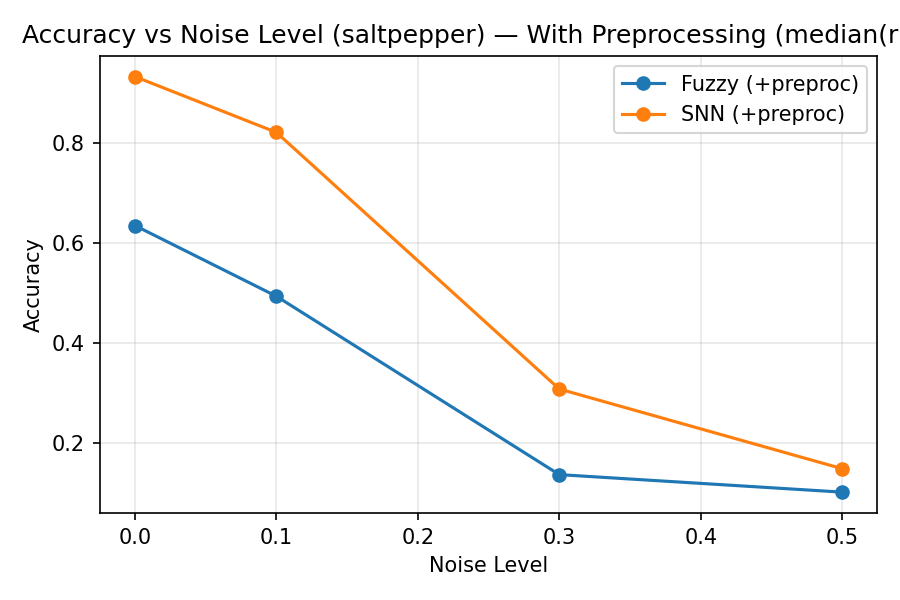 Accuracy vs Noise Level (saltpepper) — With Preprocessing (median(r
Fuzzy (+preproc)
SNN (+preproc)
Accuracy
0.8
0.6
0.4
0.2
0.0 0.1 0.2 0.3 0.4 0.5
Noise Level